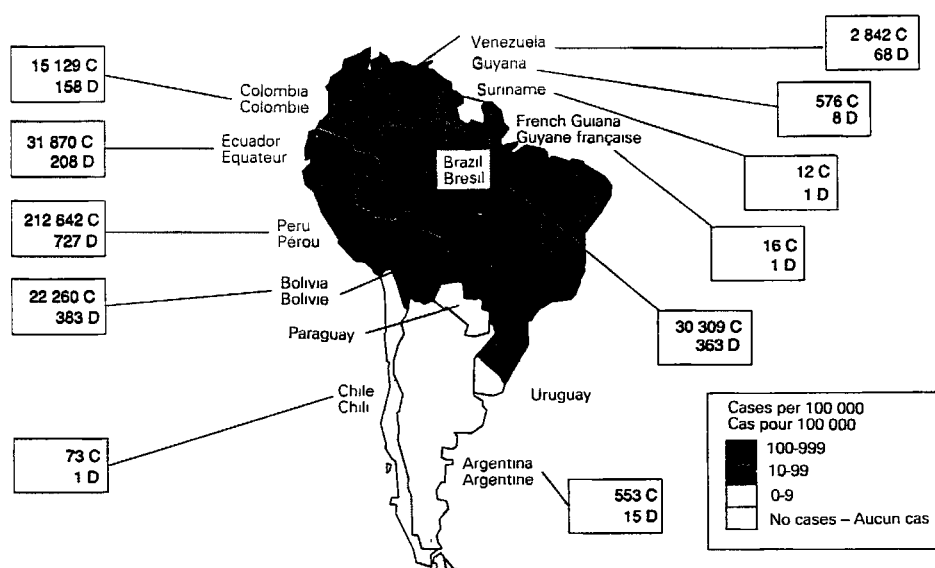 2 842 C
68 D
Venezuela
Guyana
Suriname
576 C
8 D
French Guiana
Guyane française
12 C
1 D
16 C
1 D
15 129 C
158 D
Colombia
Colombie
31 870 C
208 D
Ecuador
Equateur
Brazil
Bresil
212 642 C
727 D
Peru
Pérou
22 260 C
383 D
Bolivia
Bolivie
Paraguay
30 309 C
363 D
Chile
Chili
Uruguay
73 C
1 D
Argentina
Argentine
553 C
15 D
Cases per 100 000
Cas pour 100 000
100-999
10-99
0-9
No cases – Aucun cas